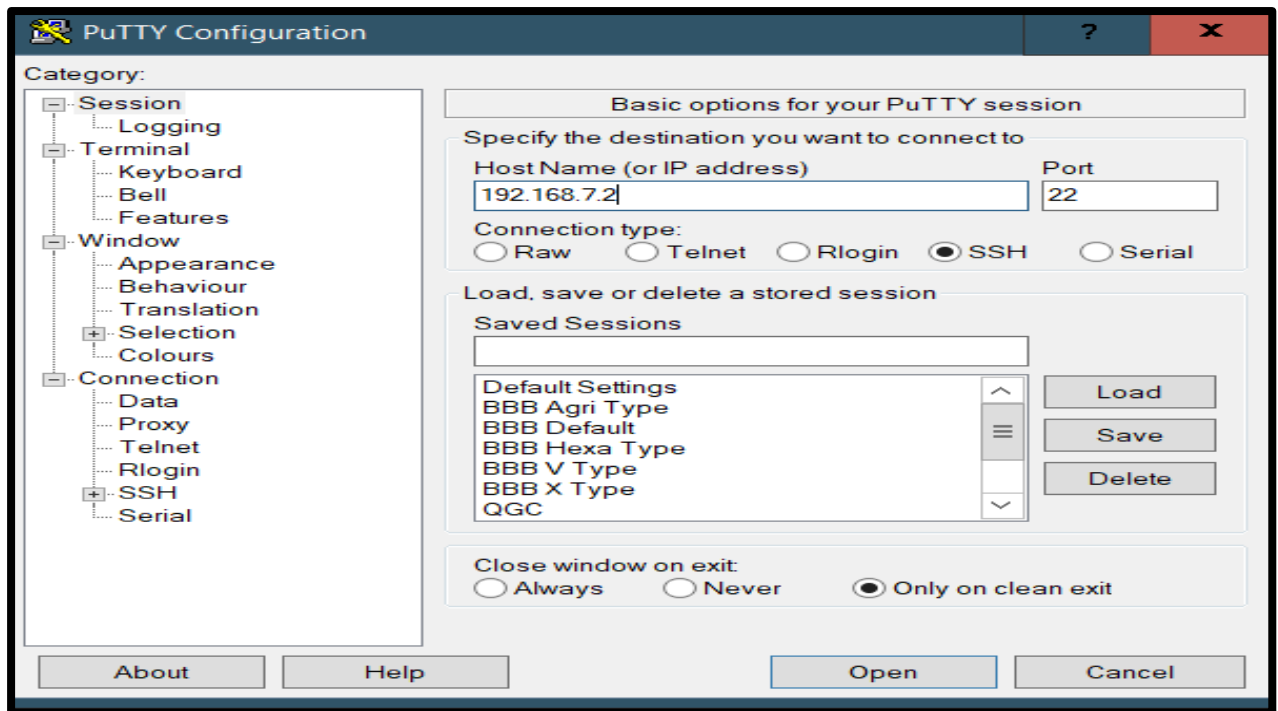 PuTTY Configuration
? x
Category:
Session
Logging
Terminal
Keyboard
Bell
Features
Window
Appearance
Behaviour
Translation
Selection
Colours
Connection
Data
Proxy
Telnet
Rlogin
SSH
Serial
Basic options for your PuTTY session
Specify the destination you want to connect to
Host Name (or IP address) Port
192.168.7.2 22
Connection type:
Raw Telnet Rlogin SSH Serial
Load, save or delete a stored session
Saved Sessions
Default Settings
BBB Agri Type
BBB Default
BBB Hexa Type
BBB V Type
BBB X Type
QGC
Load
Save
Delete
Close window on exit:
Always Never Only on clean exit
About Help Open Cancel